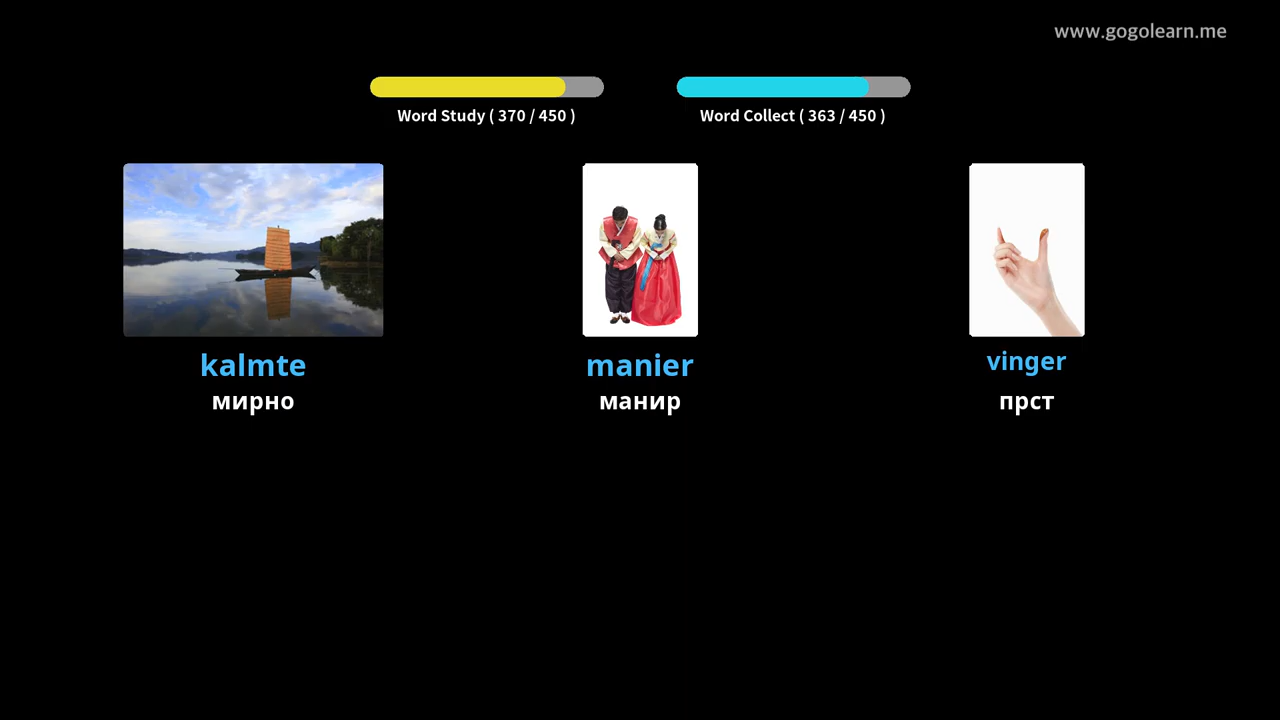 www.gogolearn.me
Word Study ( 370 / 450 )
Word Collect ( 363 / 450 )
kalmte
мирно
manier
манир
vinger
прст